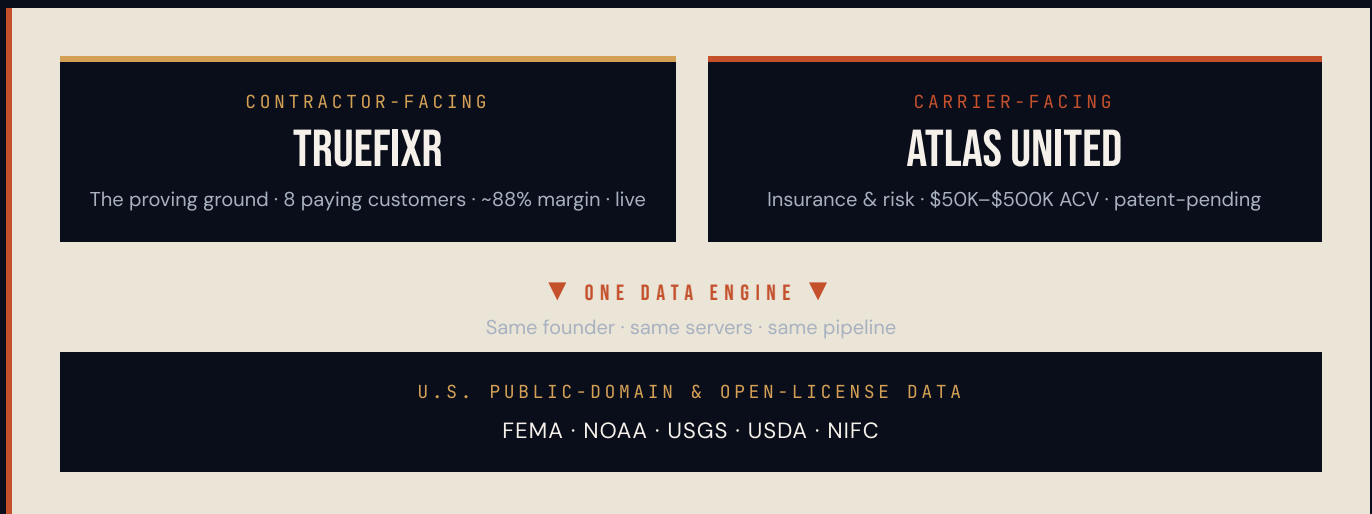 CONTRACTOR-FACING
TRUEFIXR
The proving ground · 8 paying customers · ~88% margin · live
CARRIER-FACING
ATLAS UNITED
Insurance & risk · $50K–$500K ACV · patent-pending
▼ ONE DATA ENGINE ▼
Same founder · same servers · same pipeline
U.S. PUBLIC-DOMAIN & OPEN-LICENSE DATA
FEMA · NOAA · USGS · USDA · NIFC